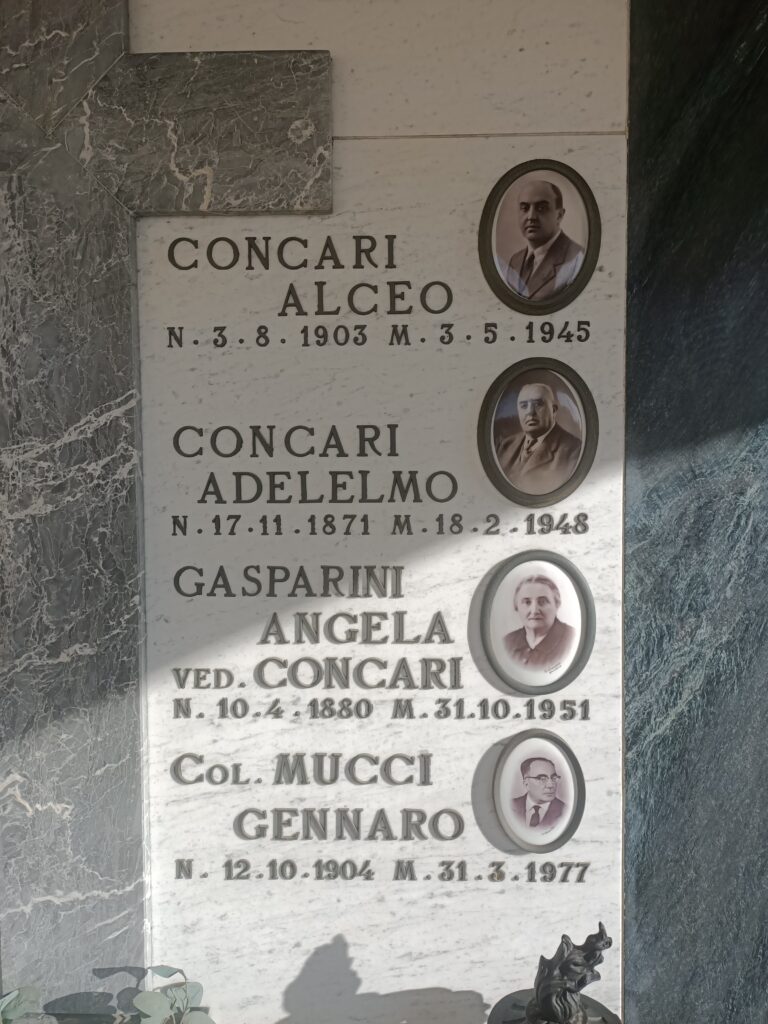 CONCARI
ALCEO
N. 3. 8. 1903 M. 3. 5. 1945
CONCARI
ADELELMO
N. 17. 11. 1871 M. 18. 2. 1948
GASPARINI
ANGELA
VED. CONCARI
N. 10. 4. 1880 M. 31. 10. 1951
COL. MUCCI
GENNARO
N. 12. 10. 1904 M. 31. 3. 1977